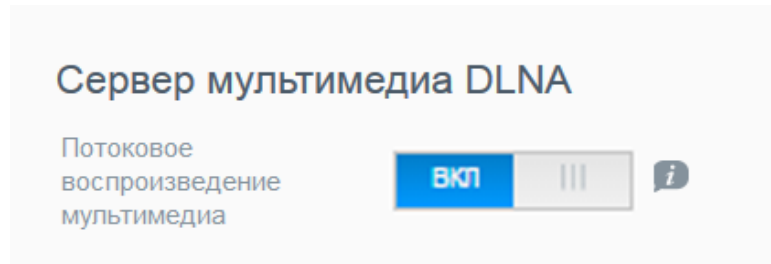 Сервер мультимедиа DLNA
Потоковое
воспроизведение
мультимедиа
ВКЛ
i